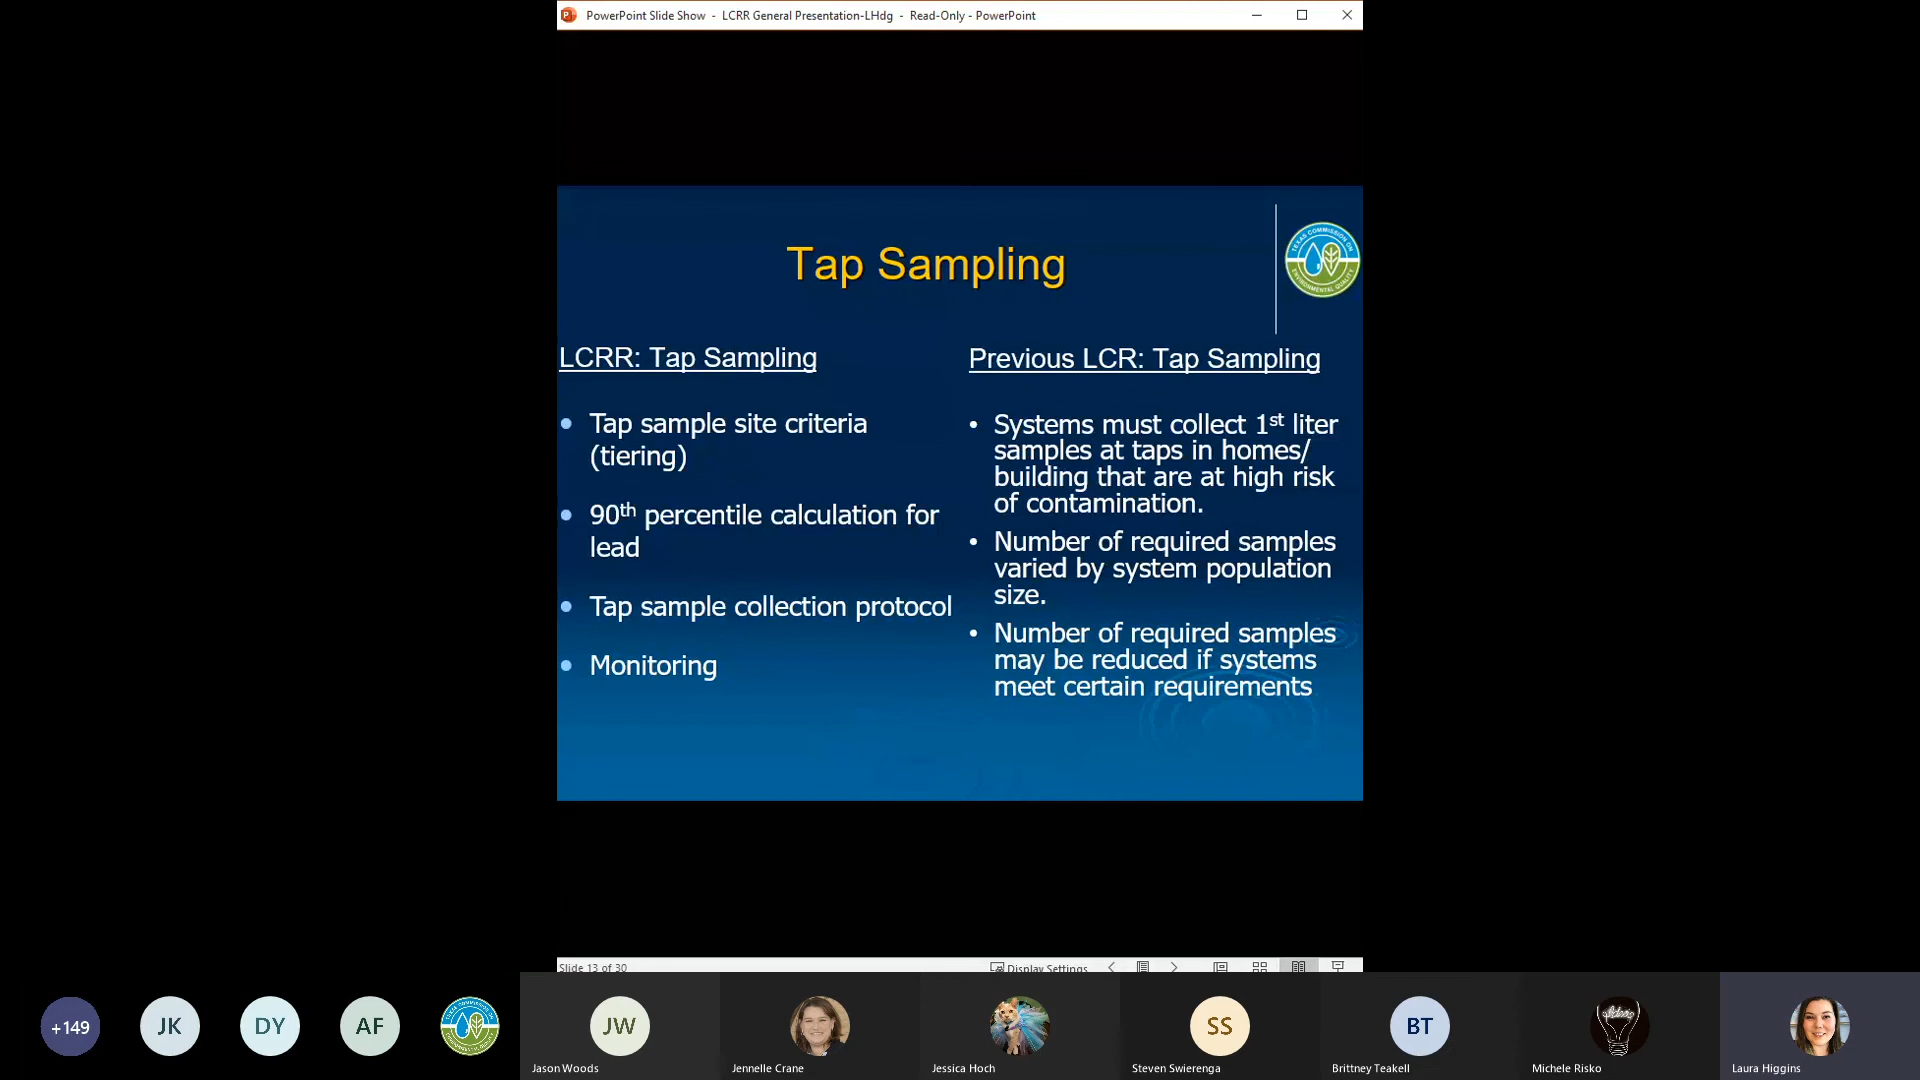 PowerPoint Slide Show - LCRR General Presentation-LHdg - Read-Only - PowerPoint
Tap Sampling
TEXAS COMMISSION ON
ENVIRONMENTAL QUALITY
LCRR: Tap Sampling
• Tap sample site criteria
(tiering)
• 90th percentile calculation for
lead
• Tap sample collection protocol
• Monitoring
Previous LCR: Tap Sampling
• Systems must collect 1st liter
samples at taps in homes/
building that are at high risk
of contamination.
• Number of required samples
varied by system population
size.
• Number of required samples
may be reduced if systems
meet certain requirements
Slide 13 of 30
Display Settings
+149
JK
DY
AF
JW
SS
BT
Jason Woods
Jennelle Crane
Jessica Hoch
Steven Swierenga
Brittney Teakell
Michele Risko
Laura Higgins